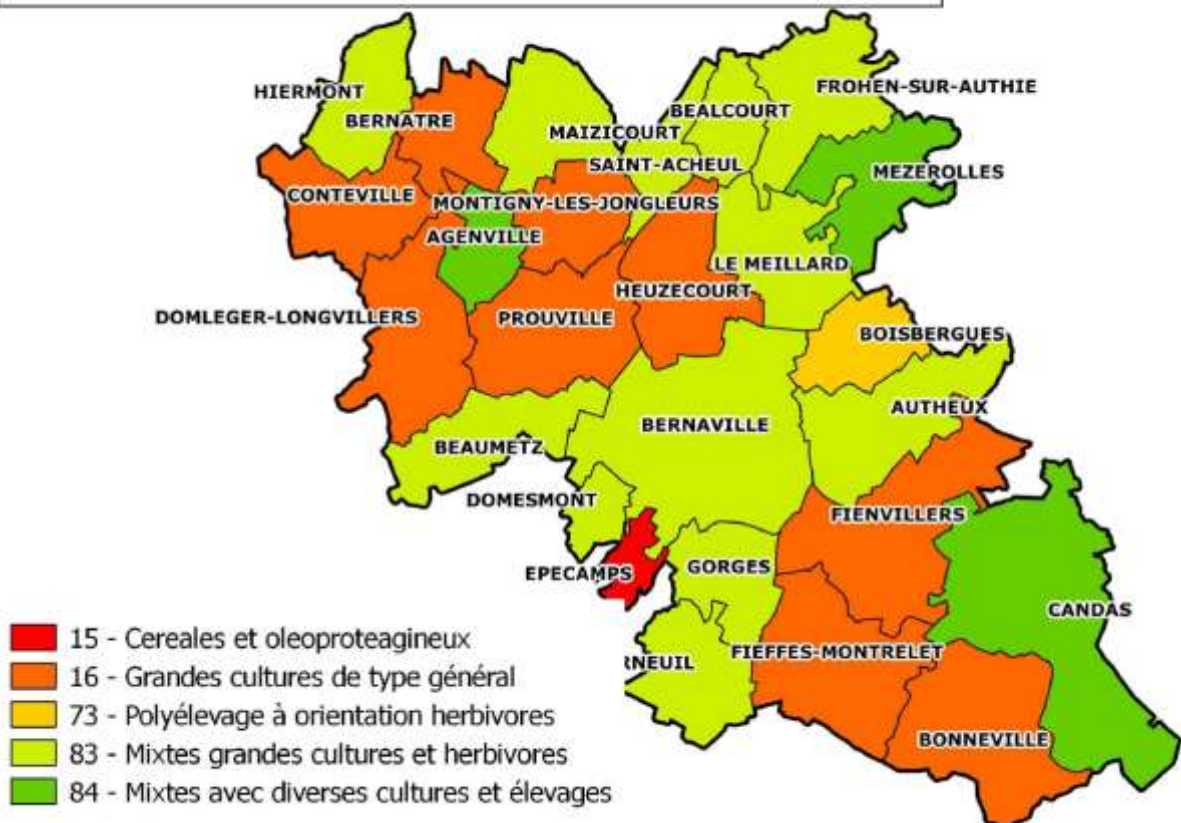 HIERMONT
FROHEN-SUR-AUTHIE
BEALCOURT
BERNATRE
MAIZICOURT
SAINT-ACHEUL
MEZEROLLES
CONTEVILLE
MONTIGNY-LES-JONGLEURS
AGENVILLE
LE MEILLARD
HEUZECOURT
DOMLEGER-LONGVILLERS
PROUVILLE
BOISBERGUES
AUTHEUX
BERNAVILLE
BEAUMETZ
DOMESMONT
FIENVILLERS
EPECAMPS
GORGES
CANDAS
RNEUIL
FIEFFES-MONTRELET
BONNEVILLE
15 - Cereales et oleoproteagineux
16 - Grandes cultures de type général
73 - Polyélevage à orientation herbivores
83 - Mixtes grandes cultures et herbivores
84 - Mixtes avec diverses cultures et élevages